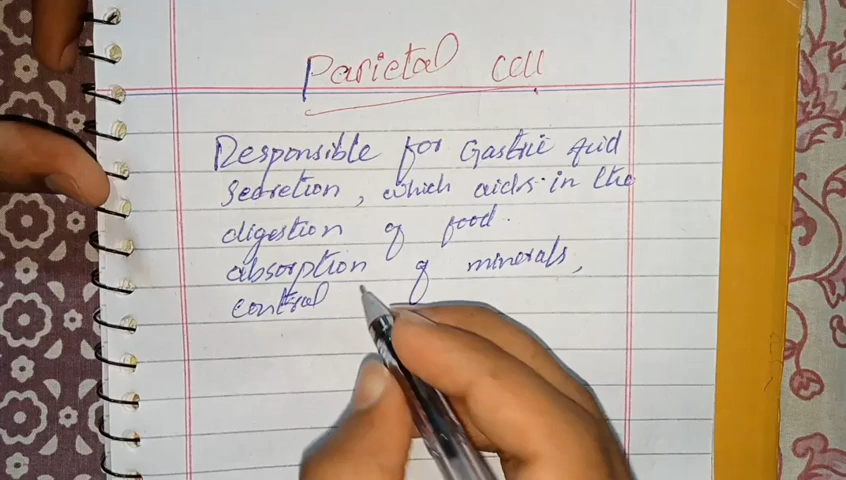 Parietal cell
Responsible for Gastric Acid
secretion, which aids in the
digestion of food.
absorption of minerals,
control